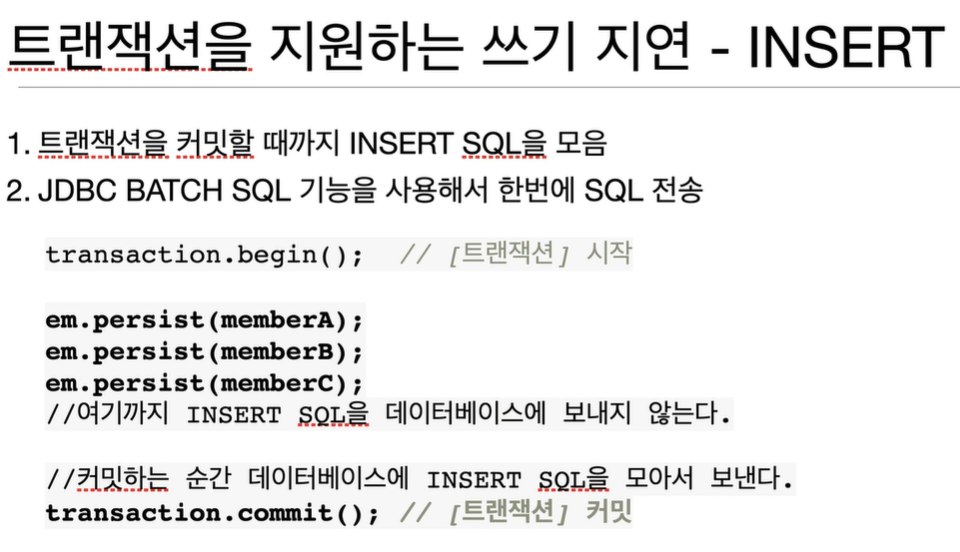 트랜잭션을 지원하는 쓰기 지연 - INSERT
1. 트랜잭션을 커밋할 때까지 INSERT SQL을 모음
2. JDBC BATCH SQL 기능을 사용해서 한번에 SQL 전송
transaction.begin();  // [트랜잭션] 시작
em.persist(memberA);
em.persist(memberB);
em.persist(memberC);
//여기까지 INSERT SQL을 데이터베이스에 보내지 않는다.
//커밋하는 순간 데이터베이스에 INSERT SQL을 모아서 보낸다.
transaction.commit(); // [트랜잭션] 커밋